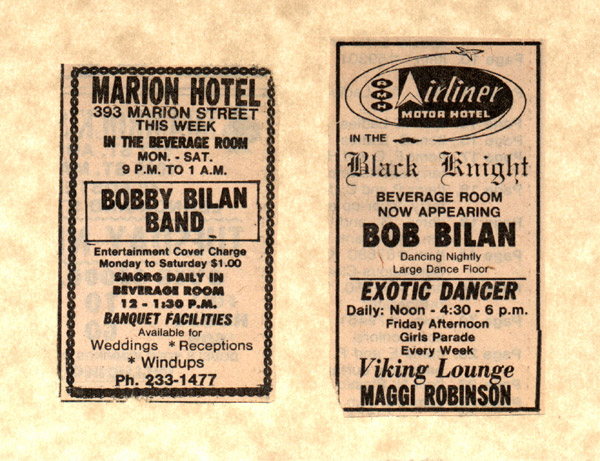 MARION HOTEL
393 MARION STREET
THIS WEEK
IN THE BEVERAGE ROOM
MON. - SAT.
9 P.M. TO 1 A.M.
BOBBY BILAN
BAND
Entertainment Cover Charge
Monday to Saturday $1.00
SMORG DAILY IN
BEVERAGE ROOM
12 - 1:30 P.M.
BANQUET FACILITIES
Available for
Weddings * Receptions
* Windups
Ph. 233-1477
Airliner
MOTOR HOTEL
IN THE
Black Knight
BEVERAGE ROOM
NOW APPEARING
BOB BILAN
Dancing Nightly
Large Dance Floor
EXOTIC DANCER
Daily: Noon - 4:30 - 6 p.m.
Friday Afternoon
Girls Parade
Every Week
Viking Lounge
MAGGI ROBINSON